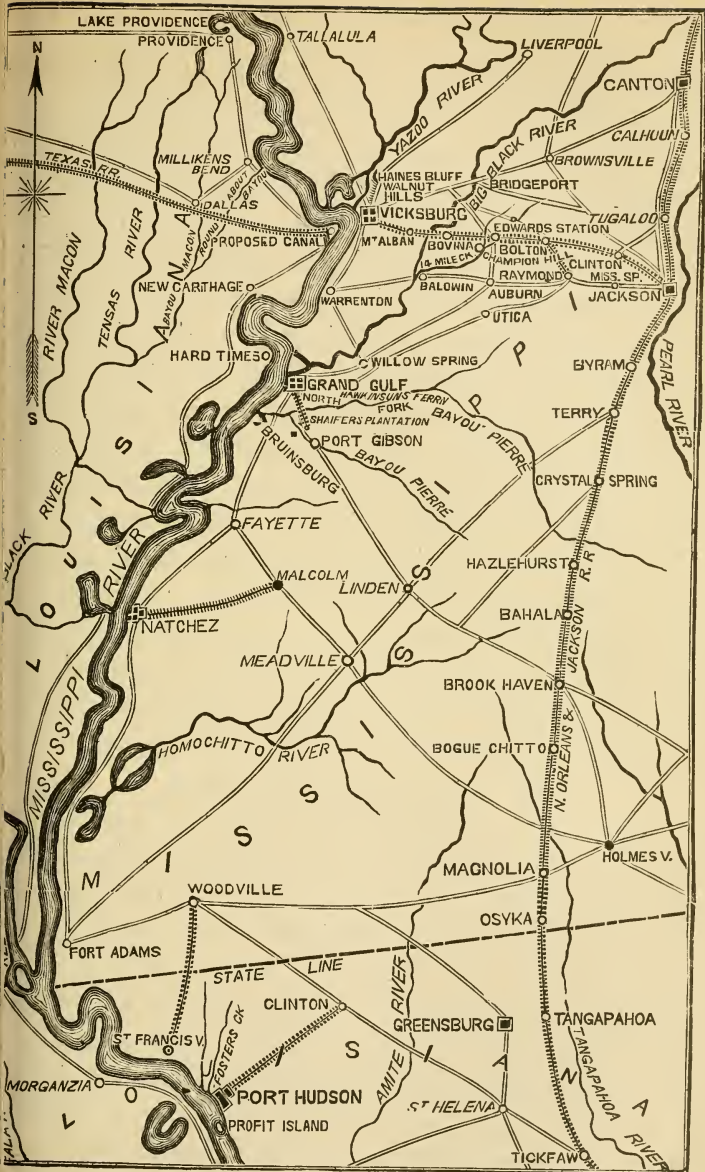 LAKE PROVIDENCE
PROVIDENCE
TALLALULA
LIVERPOOL
N
CANTON
YAZOO RIVER
BIG BLACK RIVER
CALHOUN
MILLIKENS
BEND
BROWNSVILLE
TEXAS RR.
HAINES BLUFF
WALNUT
HILLS
BRIDGEPORT
DALLAS
ROUND ABOUT BAYOU
VICKSBURG
TUGALOO
EDWARDS STATION
PROPOSED CANAL
MT ALBAN
BOVINA
BOLTON
CHAMPION HILL
CLINTON
14 MILE CK
RAYMOND
MISS. SP.
RIVER MACON
TENSAS RIVER
BAYOU MACON
NEW CARTHAGE
WARRENTON
BALDWIN
AUBURN
JACKSON
UTICA
HARD TIMES
WILLOW SPRING
BYRAM
S
GRAND GULF
PEARL RIVER
NORTH FORK BAYOU PIERRE
HAWKINSON'S FERRY
TERRY
SHAIFERS PLANTATION
BRUINSBURG
PORT GIBSON
BAYOU PIERRE
CRYSTAL SPRING
BLACK RIVER
FAYETTE
HAZLEHURST
MALCOLM
LINDEN
BAHALA
NATCHEZ
N. ORLEANS & JACKSON R.R
MEADVILLE
BROOK HAVEN
MISSISSIPPI RIVER
HOMOCHITTO RIVER
BOGUE CHITTO
HOLMES V.
MAGNOLIA
WOODVILLE
OSYKA
FORT ADAMS
STATE LINE
CLINTON
AMITE RIVER
GREENSBURG
TANGAPAHOA
ST FRANCIS V.
FOSTERS CK
TANGAPAHOA RIVER
MORGANZIA
PORT HUDSON
ST HELENA
PROFIT ISLAND
TICKFAW
LOUISIANA
MISSISSIPPI
LOUISIANA